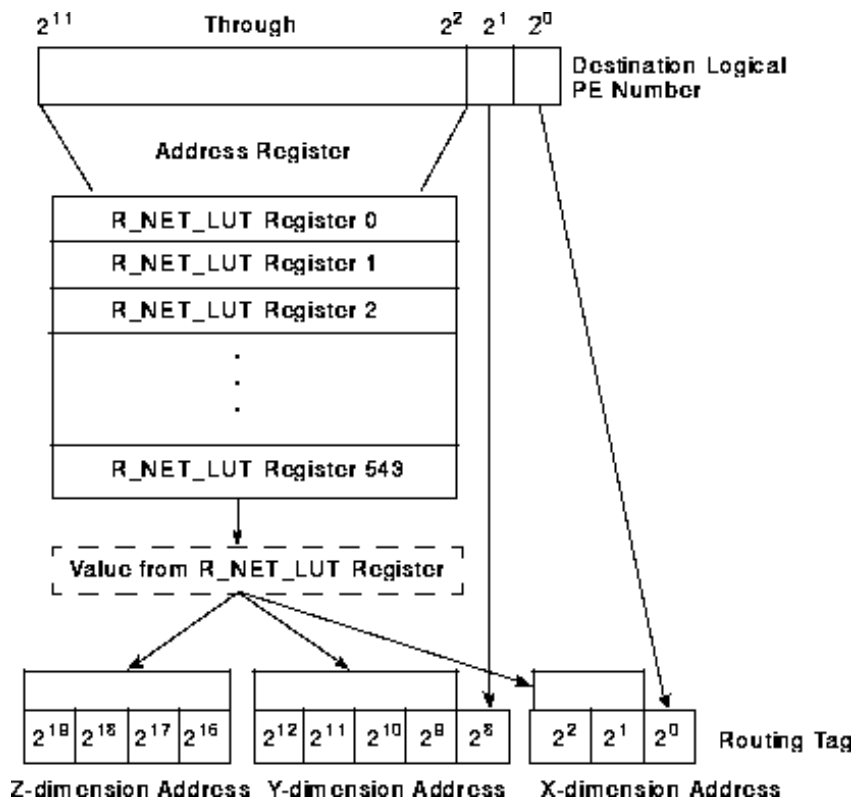 2^11 Through 2^2 2^1 2^0
Destination Logical
PE Number
Address Register
R_NET_LUT Register 0
R_NET_LUT Register 1
R_NET_LUT Register 2
.
.
.
R_NET_LUT Register 543
Value from R_NET_LUT Register
2^19 2^18 2^17 2^16 2^12 2^11 2^10 2^9 2^8 2^2 2^1 2^0 Routing Tag
Z-dimension Address Y-dimension Address X-dimension Address